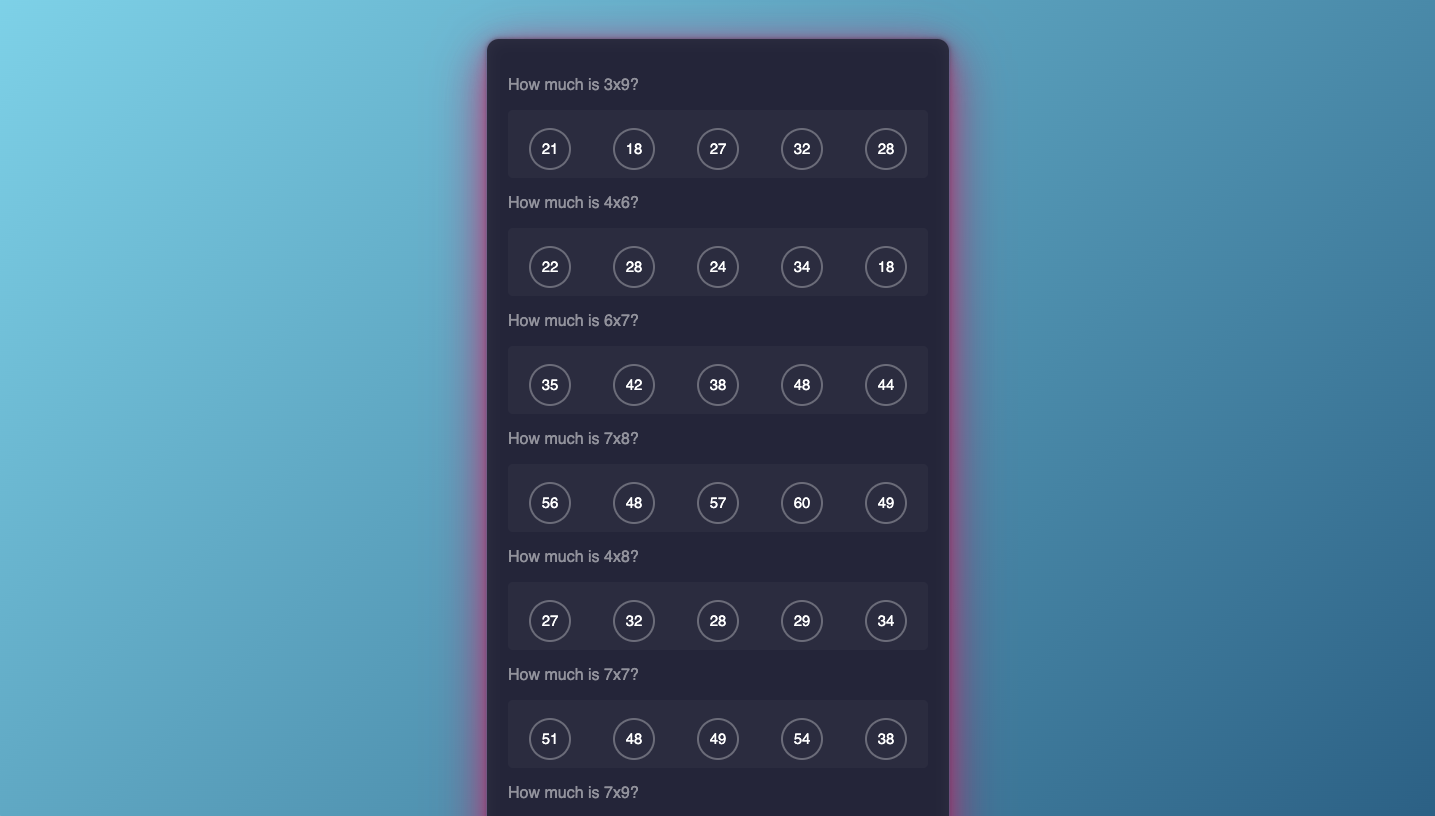 How much is 3x9?
21 18 27 32 28
How much is 4x6?
22 28 24 34 18
How much is 6x7?
35 42 38 48 44
How much is 7x8?
56 48 57 60 49
How much is 4x8?
27 32 28 29 34
How much is 7x7?
51 48 49 54 38
How much is 7x9?